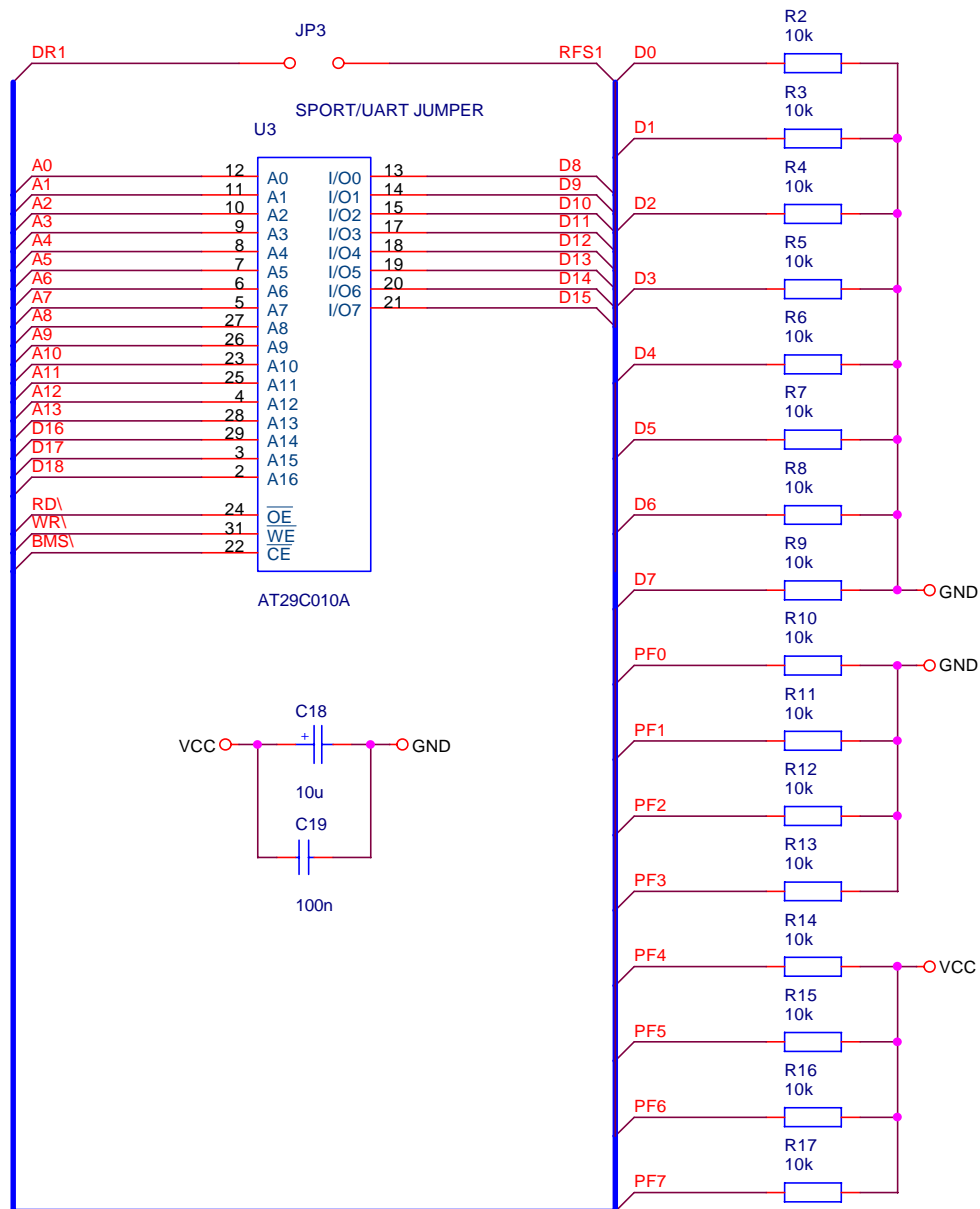 JP3
DR1
RFS1
SPORT/UART JUMPER
U3
A0 12 A0 I/O0 13 D8
A1 11 A1 I/O1 14 D9
A2 10 A2 I/O2 15 D10
A3 9 A3 I/O3 17 D11
A4 8 A4 I/O4 18 D12
A5 7 A5 I/O5 19 D13
A6 6 A6 I/O6 20 D14
A7 5 A7 I/O7 21 D15
A8 27 A8
A9 26 A9
A10 23 A10
A11 25 A11
A12 4 A12
A13 28 A13
D16 29 A14
D17 3 A15
D18 2 A16
RD\ 24 OE
WR\ 31 WE
BMS\ 22 CE
AT29C010A
C18
VCC + GND
10u
C19
100n
R2
10k
D0
R3
10k
D1
R4
10k
D2
R5
10k
D3
R6
10k
D4
R7
10k
D5
R8
10k
D6
R9
10k
D7 GND
R10
10k
PF0 GND
R11
10k
PF1
R12
10k
PF2
R13
10k
PF3
R14
10k
PF4 VCC
R15
10k
PF5
R16
10k
PF6
R17
10k
PF7